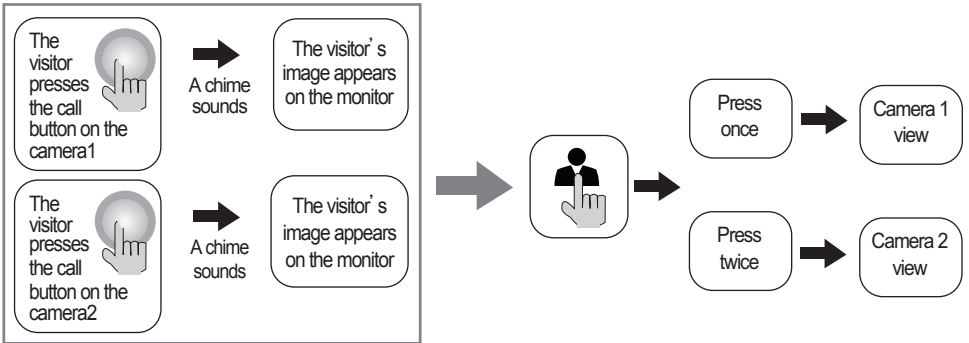 The
visitor
presses
the call
button on the
camera1
A chime
sounds
The visitor’s
image appears
on the monitor
The
visitor
presses
the call
button on the
camera2
A chime
sounds
The visitor’s
image appears
on the monitor
Press
once
Camera 1
view
Press
twice
Camera 2
view